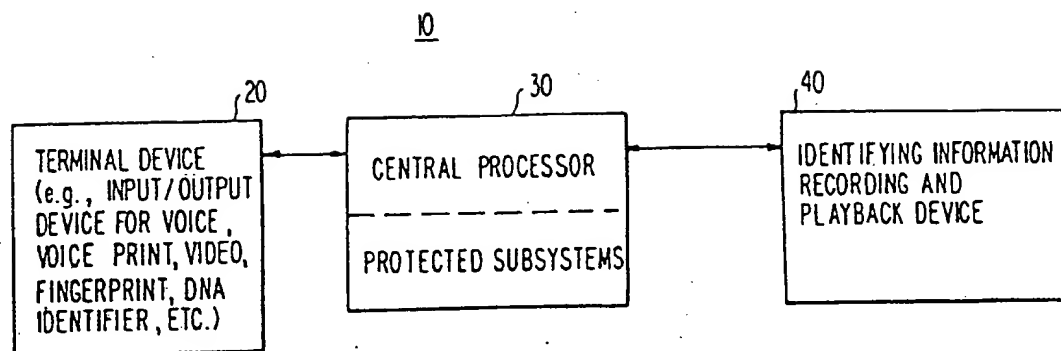 10
20
TERMINAL DEVICE
(e.g., INPUT/OUTPUT
DEVICE FOR VOICE,
VOICE PRINT, VIDEO,
FINGERPRINT, DNA
IDENTIFIER, ETC.)
30
CENTRAL PROCESSOR
PROTECTED SUBSYSTEMS
40
IDENTIFYING INFORMATION
RECORDING AND
PLAYBACK DEVICE